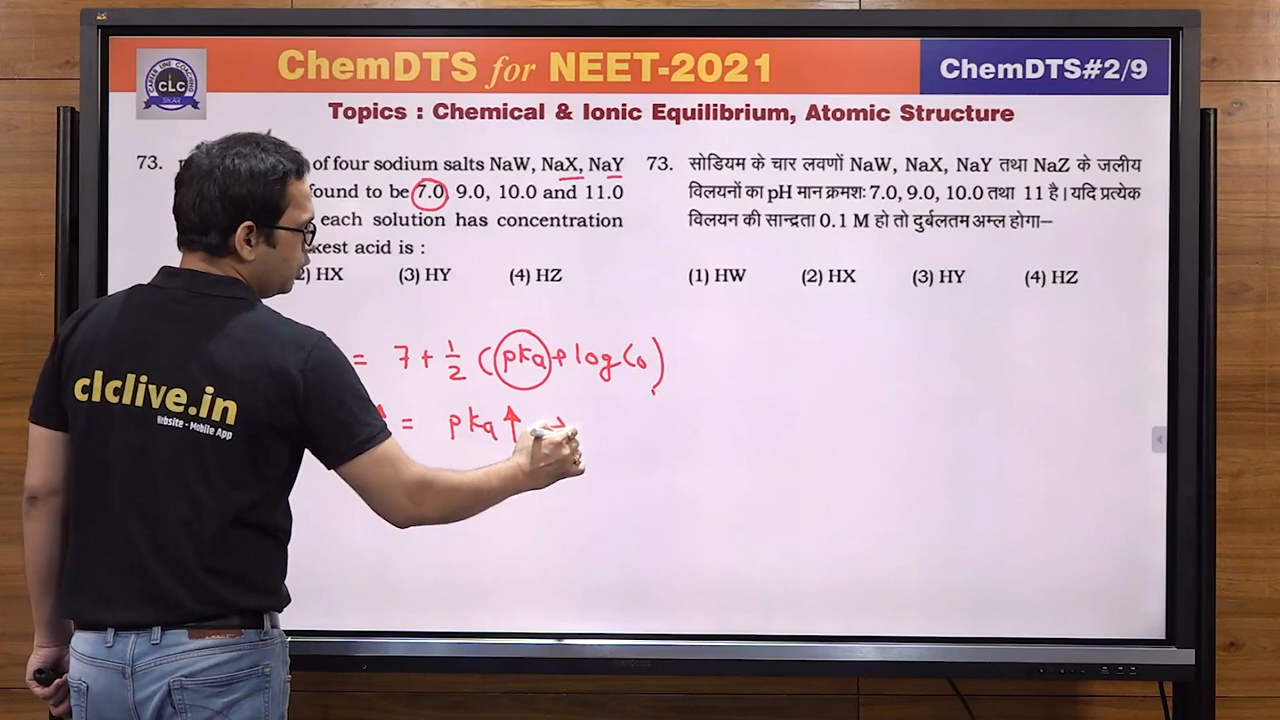 ChemDTS for NEET-2021
ChemDTS#2/9
CAREER LINE COACHING
CLC
SIKAR
Topics : Chemical & Ionic Equilibrium, Atomic Structure
73. of four sodium salts NaW, NaX, NaY
found to be 7.0, 9.0, 10.0 and 11.0
each solution has concentration
kest acid is :
2) HX (3) HY (4) HZ
73. सोडियम के चार लवणों NaW, NaX, NaY तथा NaZ के जलीय
विलयनों का pH मान क्रमशः 7.0, 9.0, 10.0 तथा 11 है। यदि प्रत्येक
विलयन की सान्द्रता 0.1 M हो तो दुर्बलतम अम्ल होगा–
(1) HW (2) HX (3) HY (4) HZ
= 7 + 1/2 (pKa + log C0)
= pKa ↑
clclive.in
Website - Mobile App